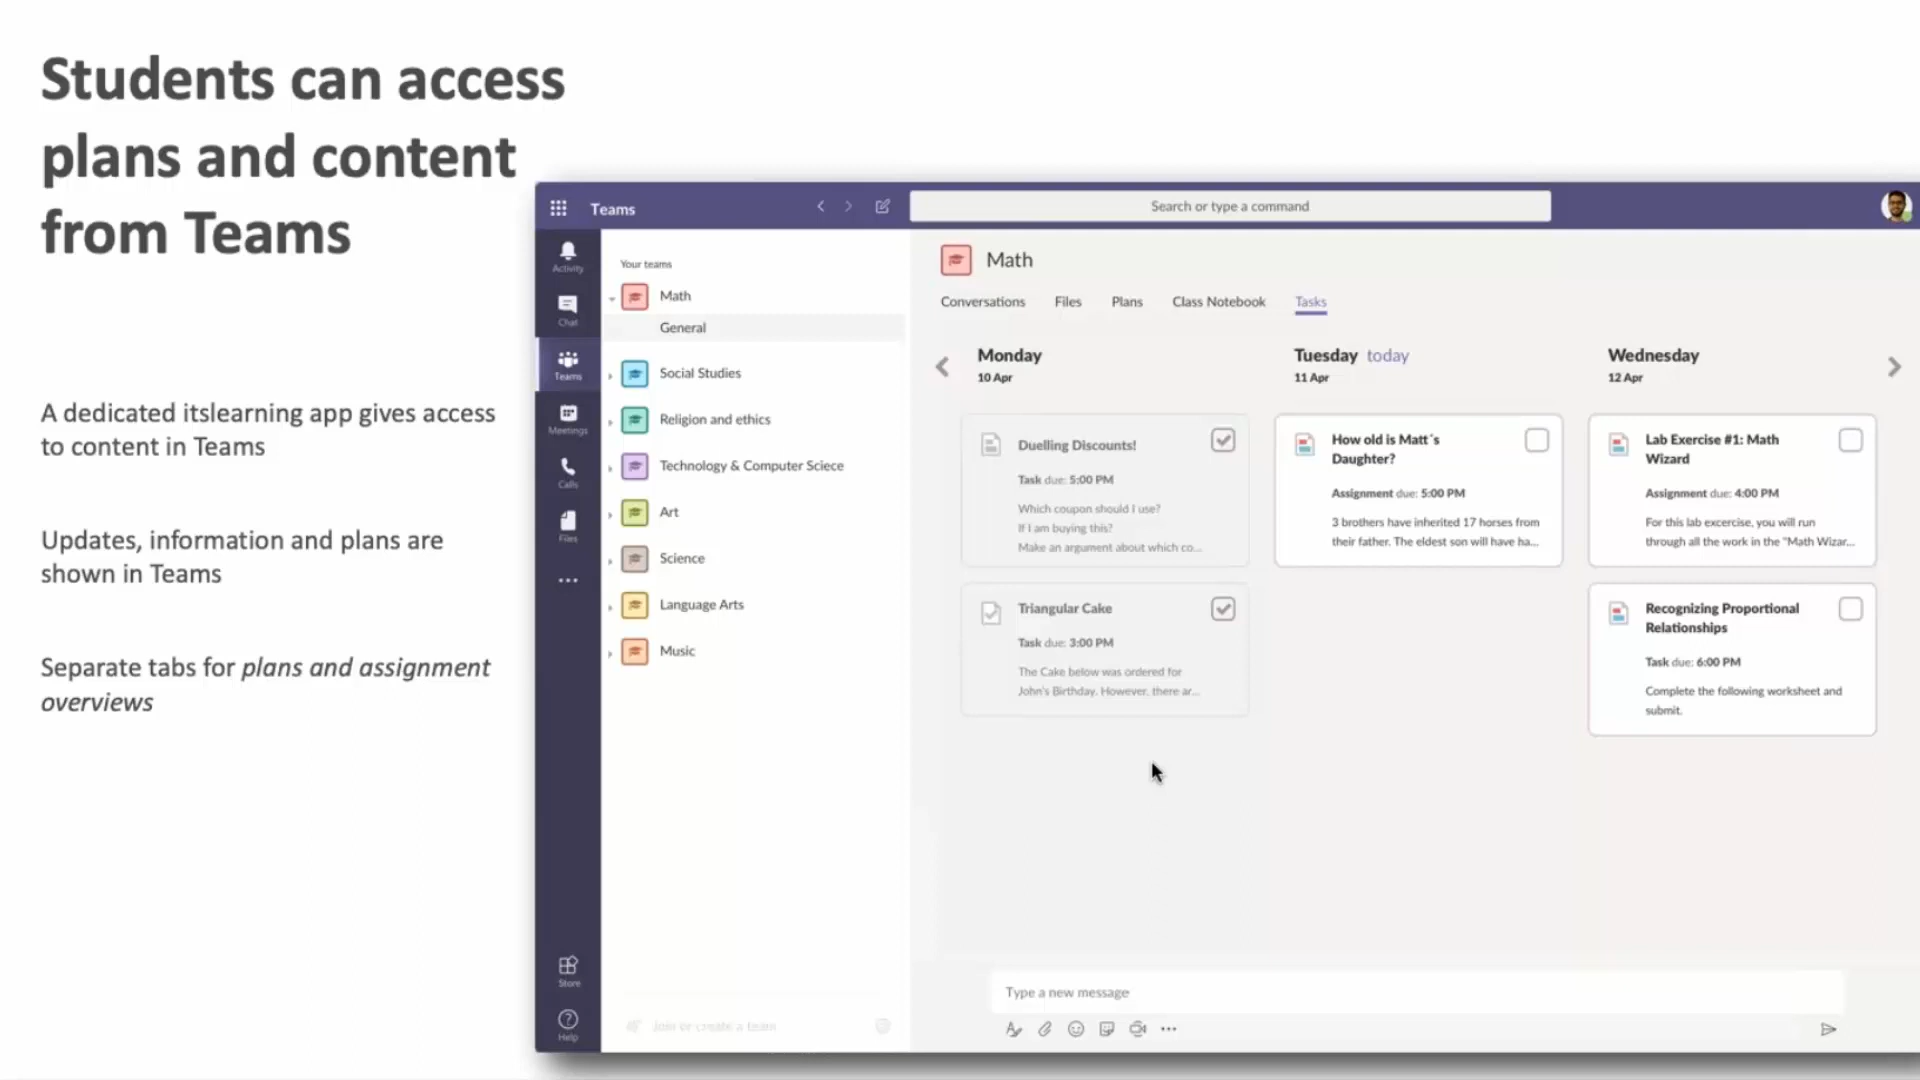 Students can access
plans and content
from Teams
A dedicated itslearning app gives access
to content in Teams
Updates, information and plans are
shown in Teams
Separate tabs for plans and assignment
overviews
Teams
Search or type a command
Activity
Chat
Teams
Meetings
Calls
Files
Store
Help
Your teams
Math
General
Social Studies
Religion and ethics
Technology & Computer Sciece
Art
Science
Language Arts
Music
Join or create a team
Math
Conversations Files Plans Class Notebook Tasks
Monday
10 Apr
Duelling Discounts!
Task due: 5:00 PM
Which coupon should I use?
If I am buying this?
Make an argument about which co...
Triangular Cake
Task due: 3:00 PM
The Cake below was ordered for
John's Birthday. However, there ar...
Tuesday today
11 Apr
How old is Matt´s
Daughter?
Assignment due: 5:00 PM
3 brothers have inherited 17 horses from
their father. The eldest son will have ha...
Wednesday
12 Apr
Lab Exercise #1: Math
Wizard
Assignment due: 4:00 PM
For this lab excercise, you will run
through all the work in the "Math Wizar...
Recognizing Proportional
Relationships
Task due: 6:00 PM
Complete the following worksheet and
submit.
Type a new message